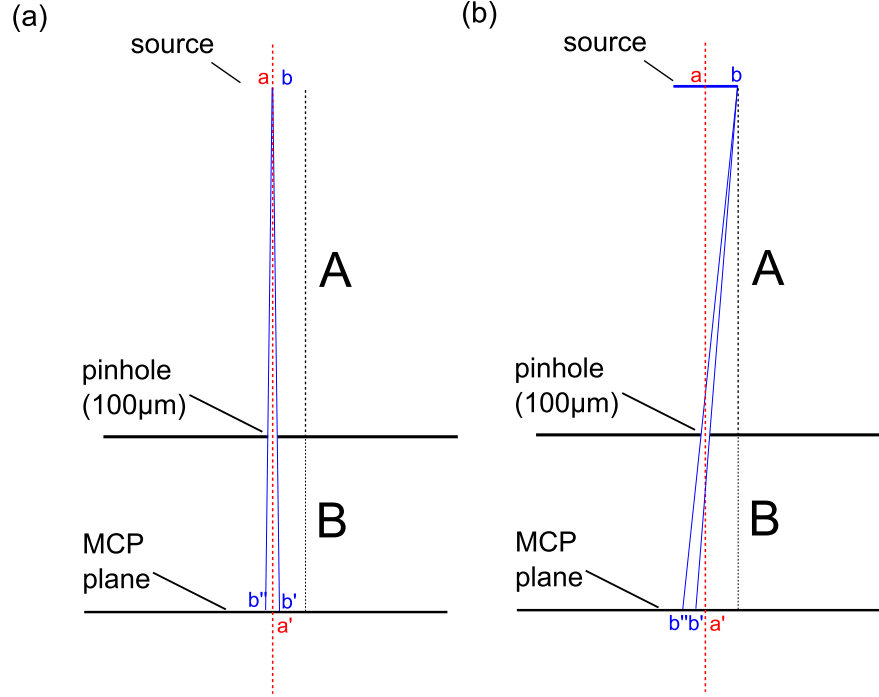 (a)
source
a b
A
pinhole
(100µm)
B
MCP
plane
b" b'
a'
(b)
source
a b
A
pinhole
(100µm)
B
MCP
plane
b"b' a'